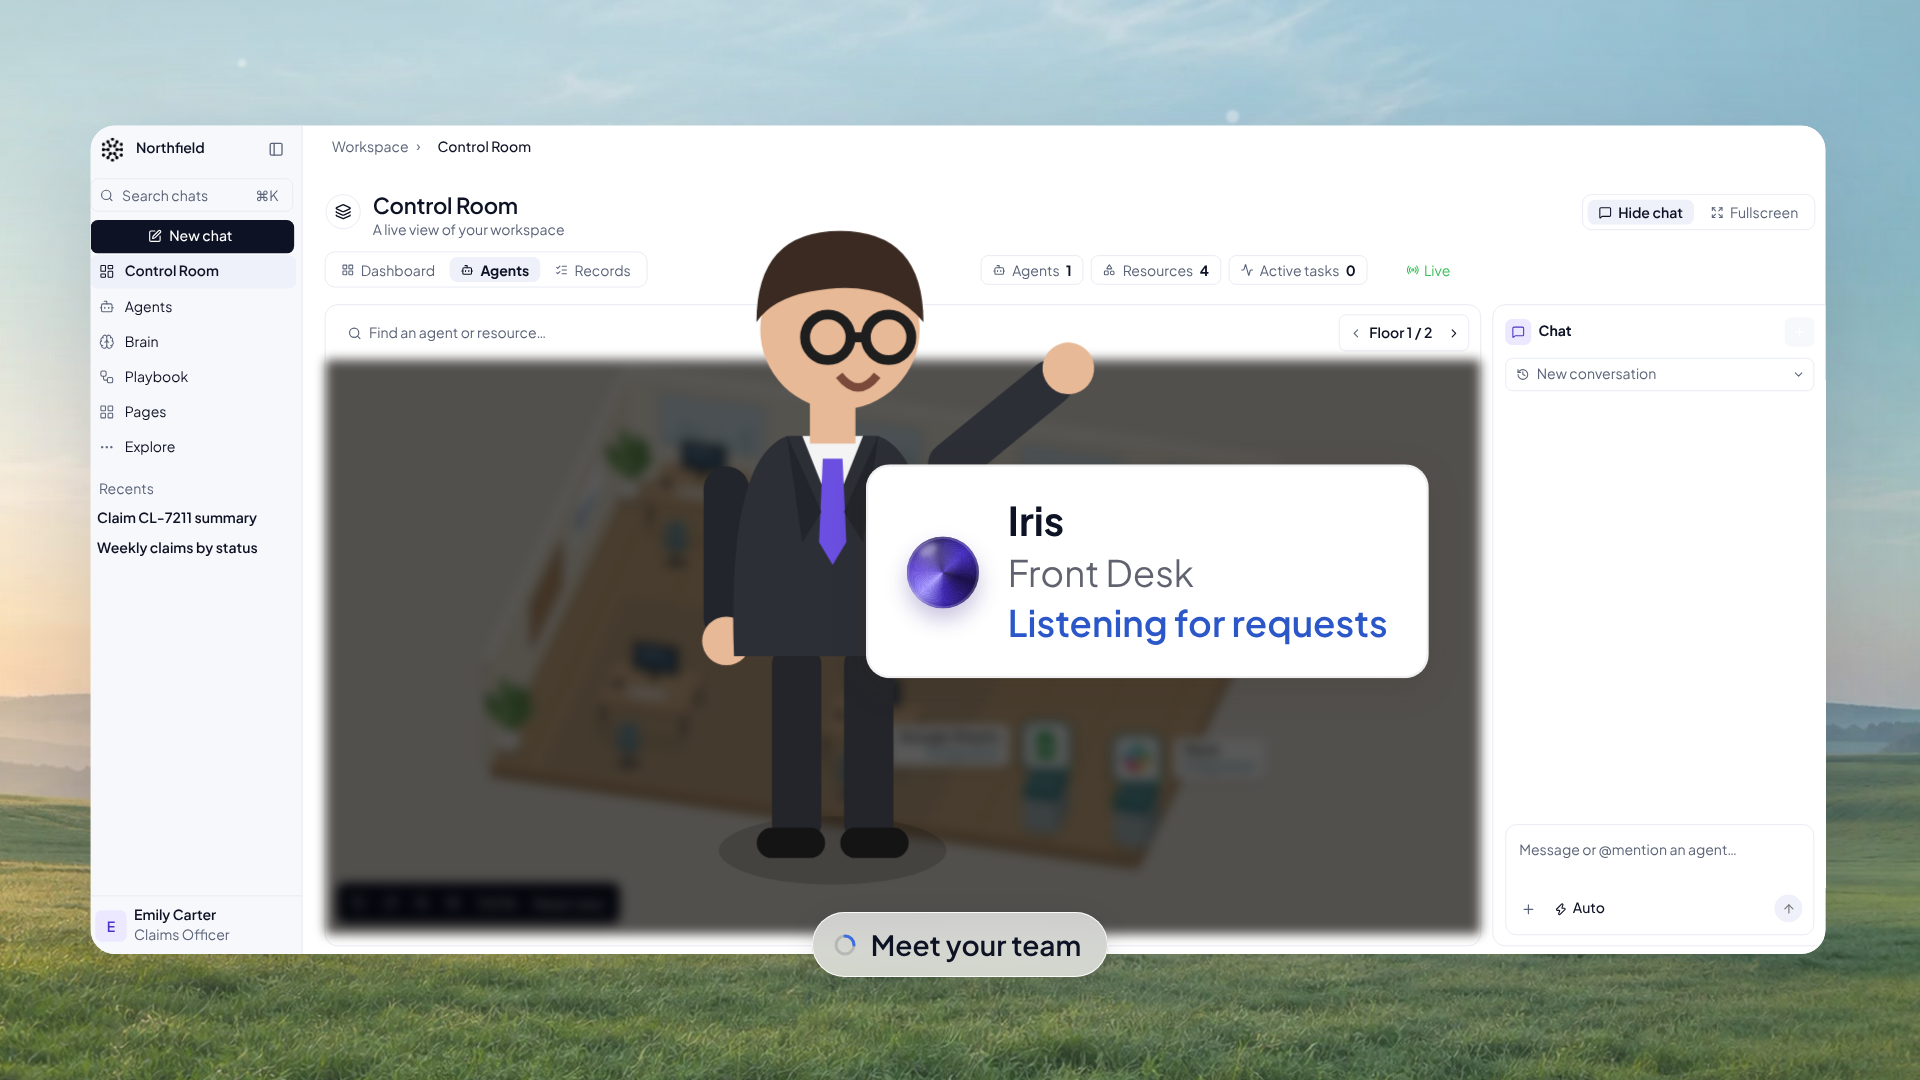 Northfield
Search chats ⌘K
New chat
Control Room
Agents
Brain
Playbook
Pages
Explore
Recents
Claim CL-7211 summary
Weekly claims by status
E
Emily Carter
Claims Officer
Workspace › Control Room
Control Room
A live view of your workspace
Hide chat
Fullscreen
Dashboard
Agents
Records
Agents 1
Resources 4
Active tasks 0
Live
Find an agent or resource...
Floor 1 / 2
Iris
Front Desk
Listening for requests
Chat
New conversation
Message or @mention an agent...
Auto
Meet your team